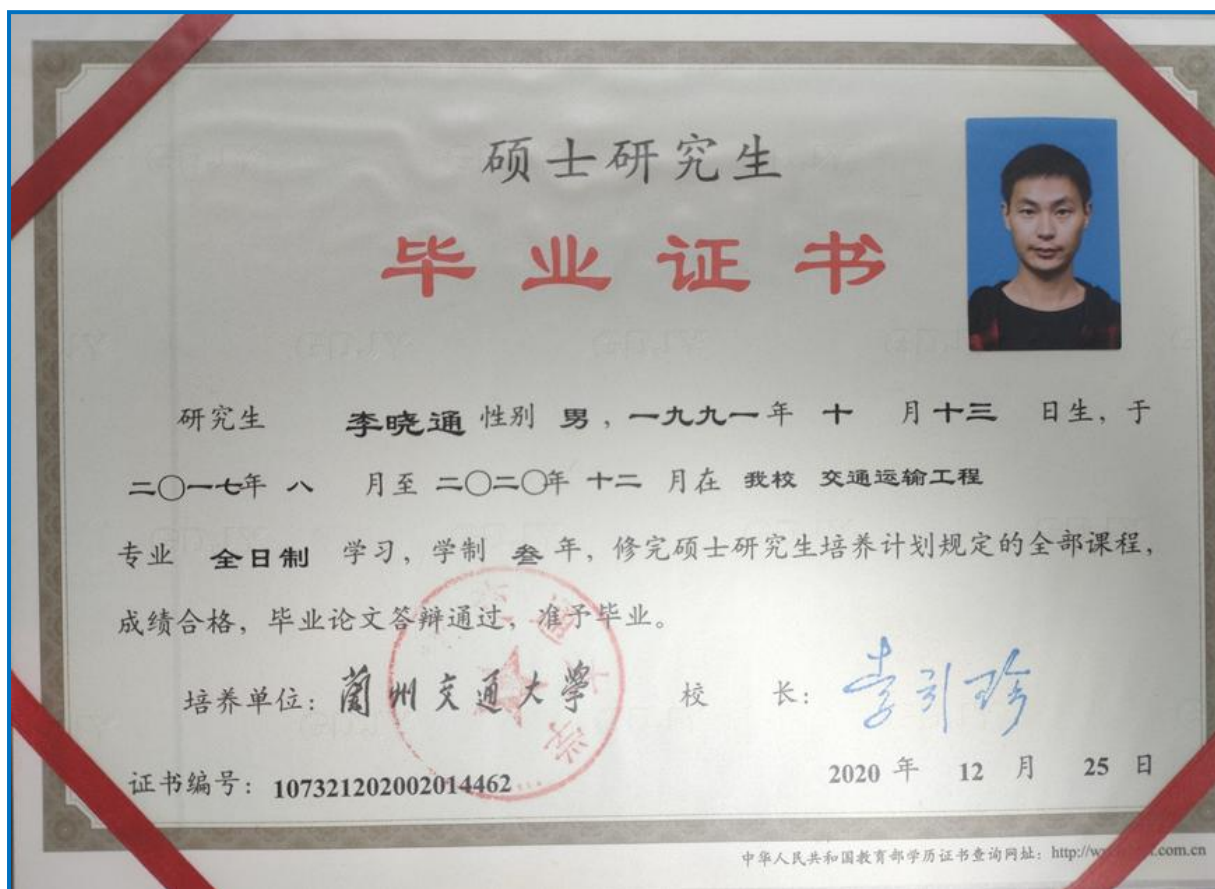 硕士研究生
毕业证书
研究生 李晓通 性别 男，一九九一年 十 月十三 日生，于
二〇一七年 八 月至 二〇二〇年 十二 月在 我校 交通运输工程
专业 全日制 学习，学制 叁 年，修完硕士研究生培养计划规定的全部课程，
成绩合格，毕业论文答辩通过，准予毕业。
培养单位：蘭州交通大學 校 长：李引珍
证书编号：107321202002014462 2020 年 12 月 25 日
中华人民共和国教育部学历证书查询网址：http://w .com.cn